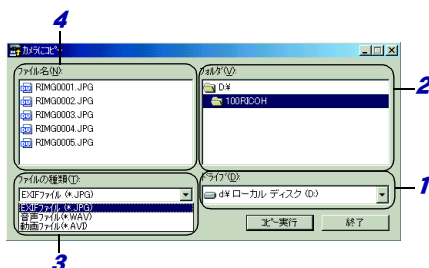 4
カメラにコピー
ファイル名(N):
RIMG0001.JPG
RIMG0002.JPG
RIMG0003.JPG
RIMG0004.JPG
RIMG0005.JPG
フォルダ(V):
D¥
100RICOH
2
ファイルの種類(T):
EXIFファイル (*.JPG)
EXIFファイル (*.JPG)
音声ファイル(*.WAV)
動画ファイル(*.AVI)
ドライブ(D):
d¥ ローカル ディスク (D:)
1
コピー実行
終了
3